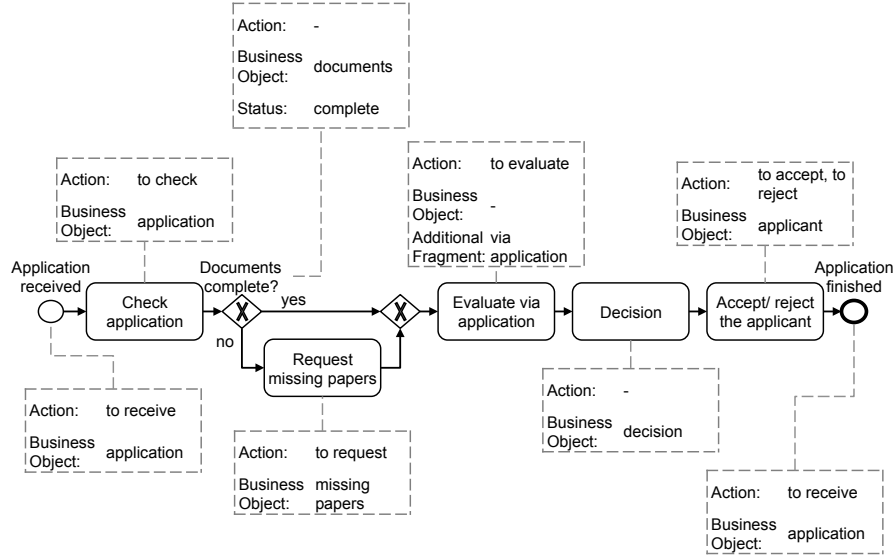 Action: -
Business
Object: documents
Status: complete
Action: to check
Business
Object: application
Action: to evaluate
Business
Object: -
Additional via
Fragment: application
Action: to accept, to
reject
Business
Object: applicant
Application
received
Documents
complete?
Application
finished
Check
application
yes
no
Evaluate via
application
Decision
Accept/ reject
the applicant
Request
missing papers
Action: to receive
Business
Object: application
Action: to request
Business missing
Object: papers
Action: -
Business
Object: decision
Action: to receive
Business
Object: application